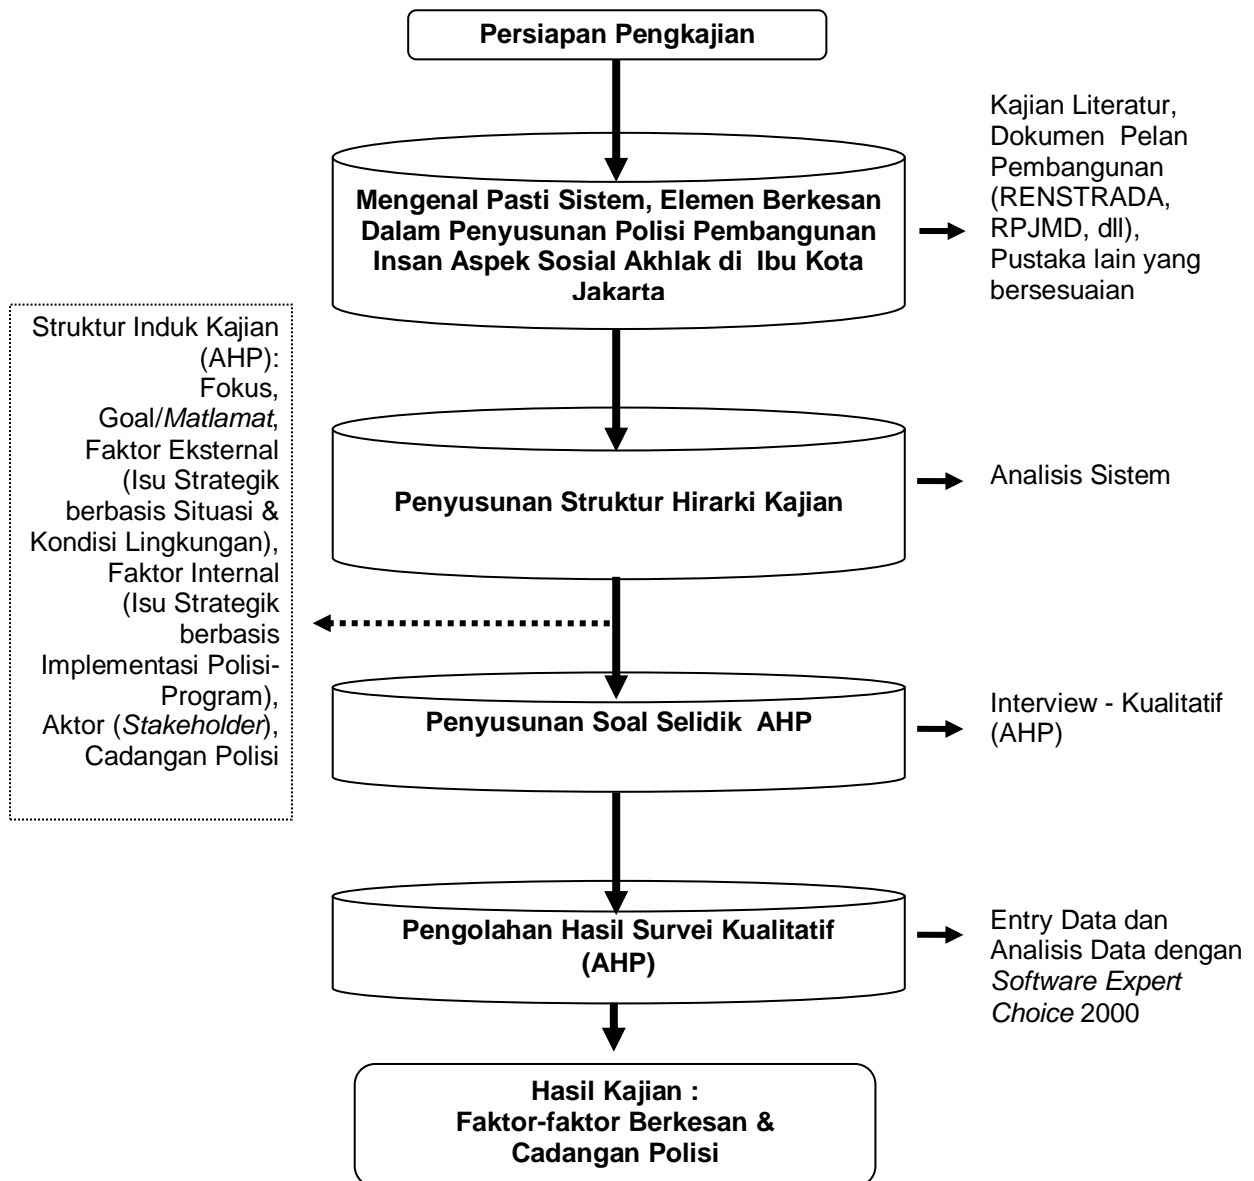 Persiapan Pengkajian
Mengenal Pasti Sistem, Elemen Berkesan
Dalam Penyusunan Polisi Pembangunan
Insan Aspek Sosial Akhlak di Ibu Kota
Jakarta
Kajian Literatur,
Dokumen Pelan
Pembangunan
(RENSTRADA,
RPJMD, dll),
Pustaka lain yang
bersesuaian
Struktur Induk Kajian
(AHP):
Fokus,
Goal/Matlamat,
Faktor Eksternal
(Isu Strategik
berbasis Situasi &
Kondisi Lingkungan),
Faktor Internal
(Isu Strategik
berbasis
Implementasi Polisi-
Program),
Aktor (Stakeholder),
Cadangan Polisi
Penyusunan Struktur Hirarki Kajian
Analisis Sistem
Penyusunan Soal Selidik AHP
Interview - Kualitatif
(AHP)
Pengolahan Hasil Survei Kualitatif
(AHP)
Entry Data dan
Analisis Data dengan
Software Expert
Choice 2000
Hasil Kajian :
Faktor-faktor Berkesan &
Cadangan Polisi